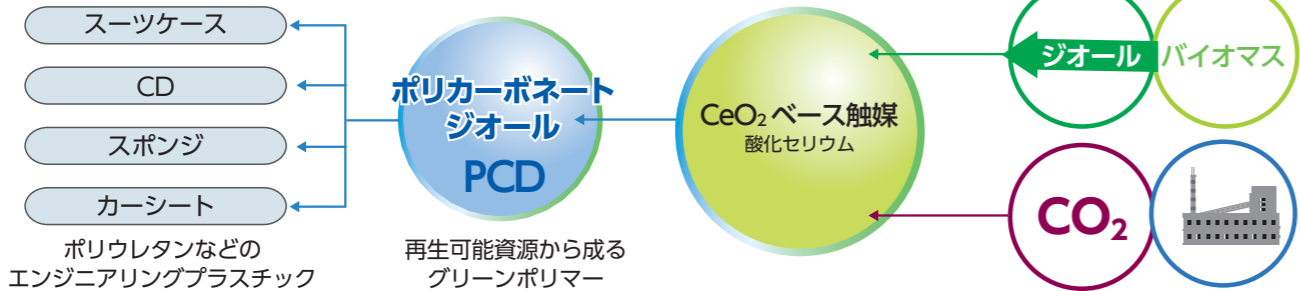 スーツケース
CD
スポンジ
カーシート
ポリウレタンなどの
エンジニアリングプラスチック
ポリカーボネート
ジオール
PCD
再生可能資源から成る
グリーンポリマー
CeO₂ベース触媒
酸化セリウム
ジオール
バイオマス
CO₂